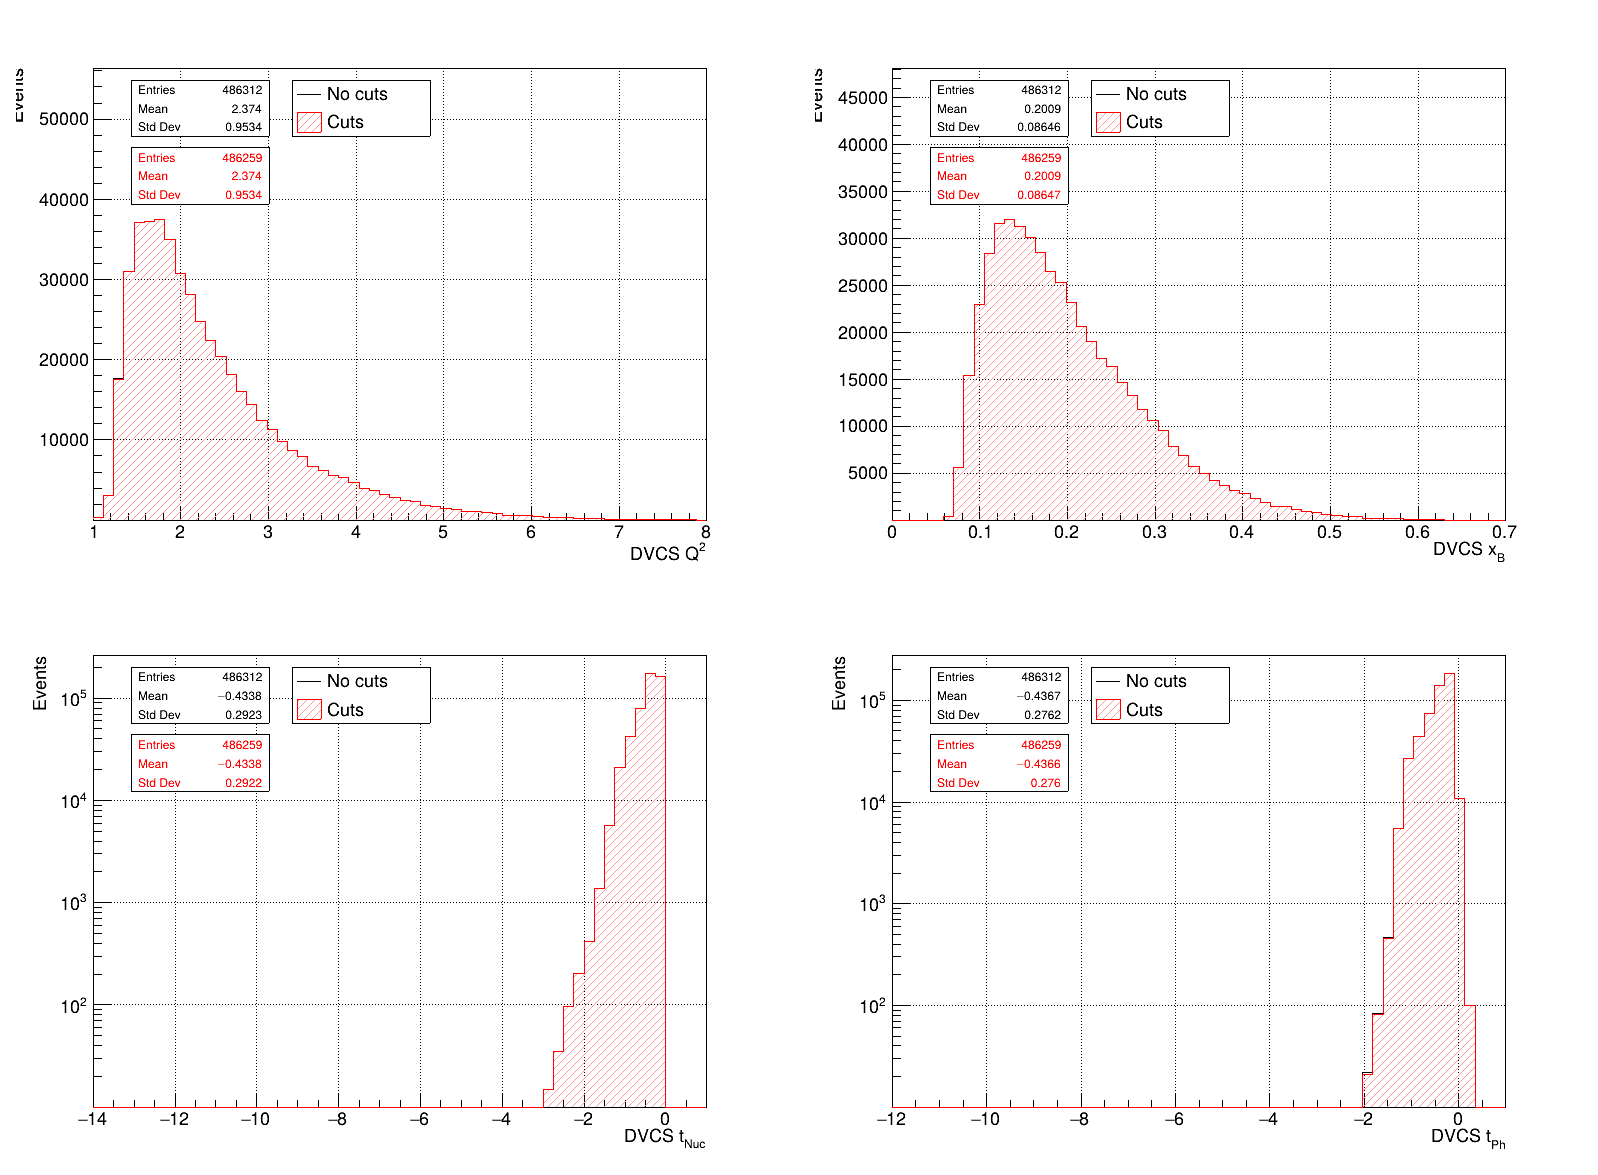 Events
Entries 486312
Mean 2.374
Std Dev 0.9534
Entries 486259
Mean 2.374
Std Dev 0.9534
No cuts
Cuts
50000
40000
30000
20000
10000
1 2 3 4 5 6 7 8
DVCS Q²
Events
Entries 486312
Mean 0.2009
Std Dev 0.08646
Entries 486259
Mean 0.2009
Std Dev 0.08647
No cuts
Cuts
45000
40000
35000
30000
25000
20000
15000
10000
5000
0 0.1 0.2 0.3 0.4 0.5 0.6 0.7
DVCS x_B
Events
Entries 486312
Mean −0.4338
Std Dev 0.2923
Entries 486259
Mean −0.4338
Std Dev 0.2922
No cuts
Cuts
10⁵
10⁴
10³
10²
−14 −12 −10 −8 −6 −4 −2 0
DVCS t_Nuc
Events
Entries 486312
Mean −0.4367
Std Dev 0.2762
Entries 486259
Mean −0.4366
Std Dev 0.276
No cuts
Cuts
10⁵
10⁴
10³
10²
−12 −10 −8 −6 −4 −2 0
DVCS t_Ph